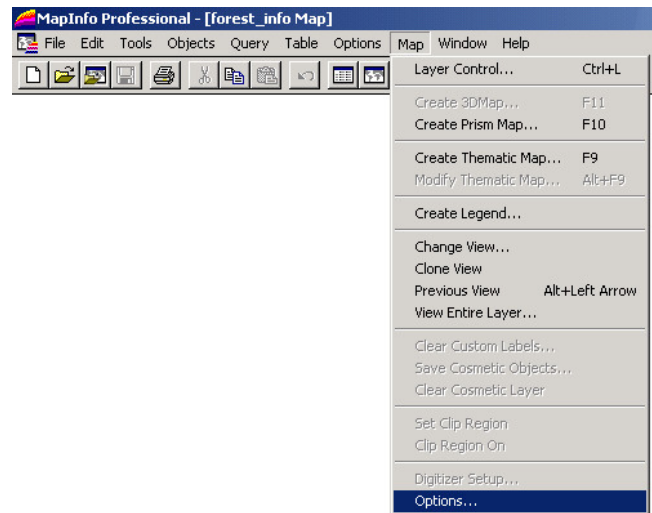 MapInfo Professional - [forest_info Map]
File Edit Tools Objects Query Table Options Map Window Help
Layer Control... Ctrl+L
Create 3DMap... F11
Create Prism Map... F10
Create Thematic Map... F9
Modify Thematic Map... Alt+F9
Create Legend...
Change View...
Clone View
Previous View Alt+Left Arrow
View Entire Layer...
Clear Custom Labels...
Save Cosmetic Objects...
Clear Cosmetic Layer
Set Clip Region
Clip Region On
Digitizer Setup...
Options...